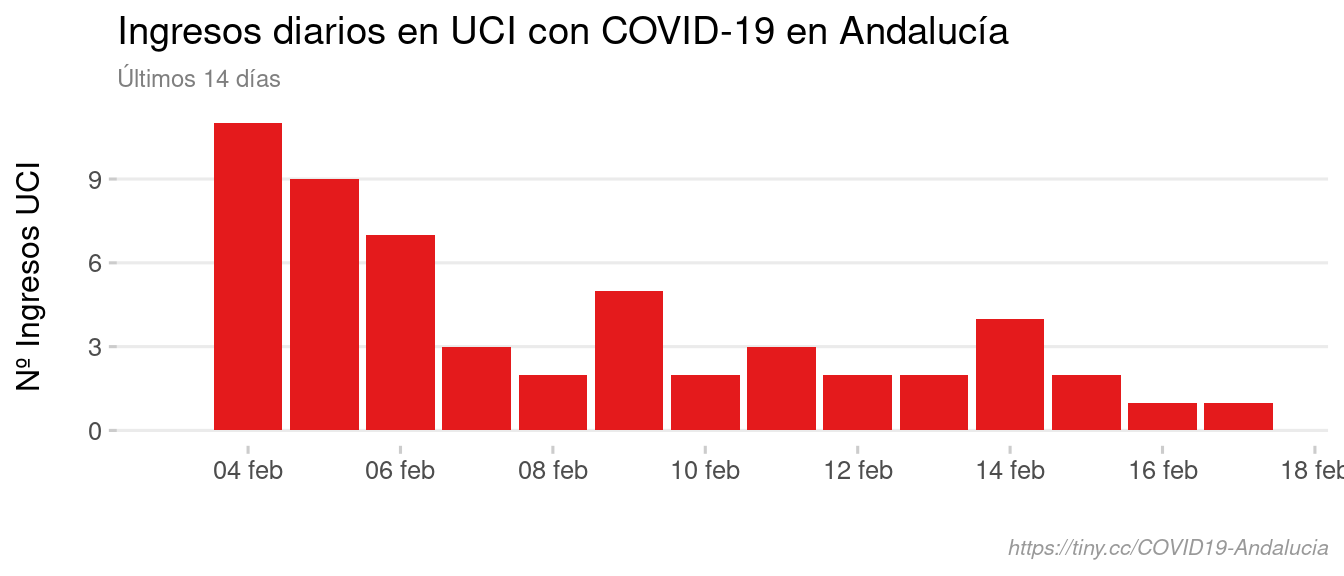 Ingresos diarios en UCI con COVID-19 en Andalucía
Últimos 14 días
Nº Ingresos UCI
9
6
3
0
04 feb
06 feb
08 feb
10 feb
12 feb
14 feb
16 feb
18 feb
https://tiny.cc/COVID19-Andalucia